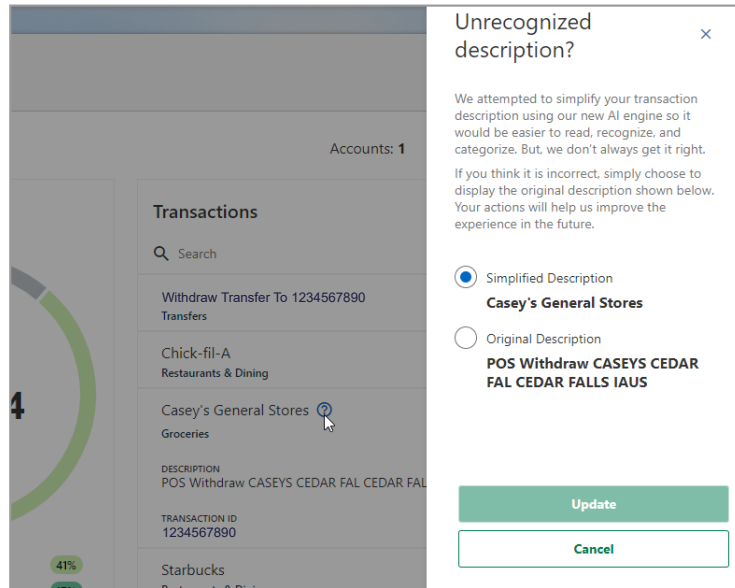 Unrecognized
description?
We attempted to simplify your transaction
description using our new AI engine so it
would be easier to read, recognize, and
categorize. But, we don't always get it right.
If you think it is incorrect, simply choose to
display the original description shown below.
Your actions will help us improve the
experience in the future.
Simplified Description
Casey's General Stores
Original Description
POS Withdraw CASEYS CEDAR
FAL CEDAR FALLS IAUS
Update
Cancel
Accounts: 1
Transactions
Search
Withdraw Transfer To 1234567890
Transfers
Chick-fil-A
Restaurants & Dining
Casey's General Stores
Groceries
DESCRIPTION
POS Withdraw CASEYS CEDAR FAL CEDAR FAL
TRANSACTION ID
1234567890
Starbucks
4
41%